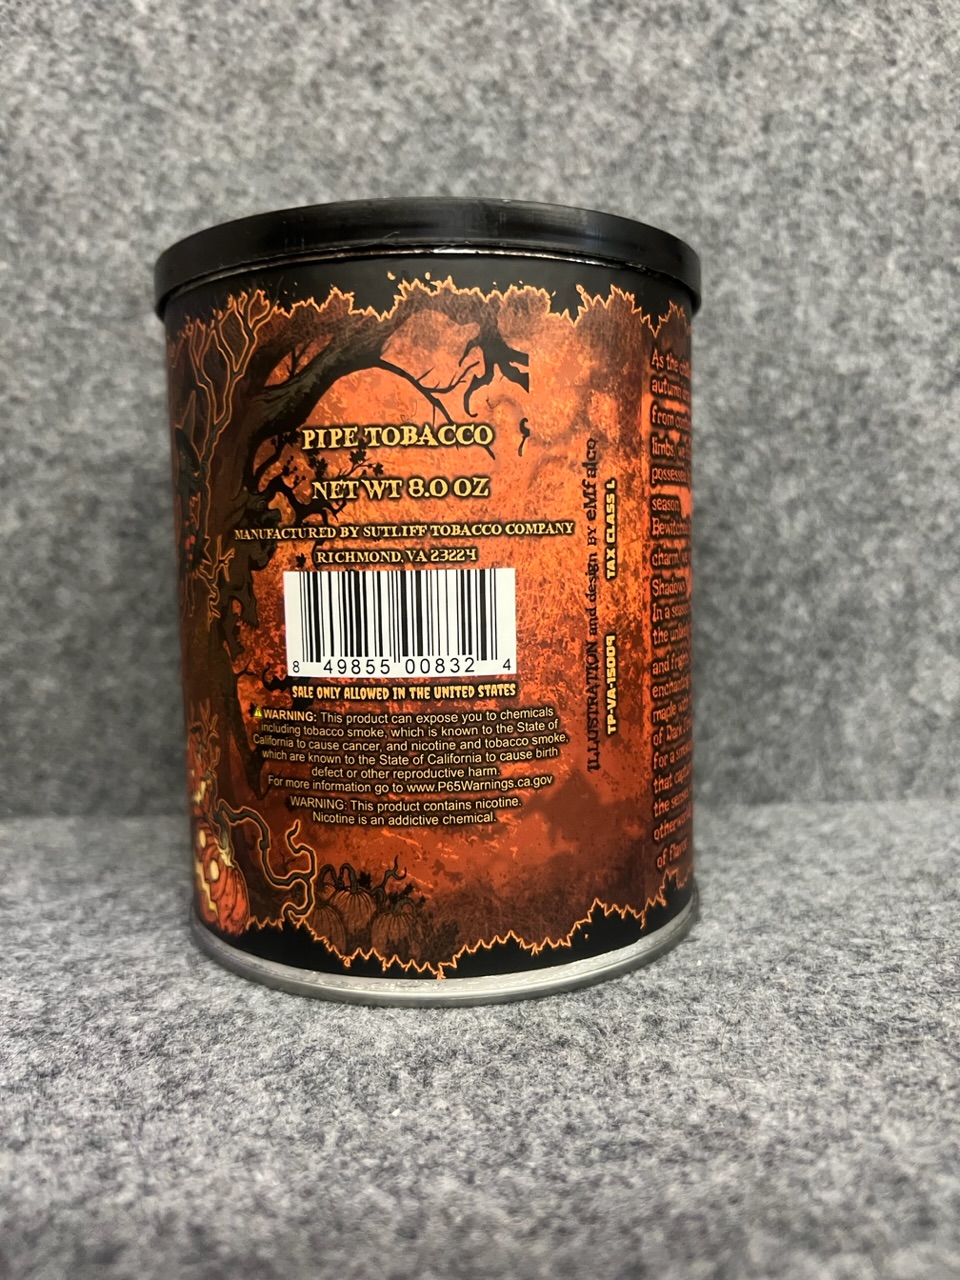 PIPE TOBACCO
NET WT 8.0 OZ
MANUFACTURED BY SUTLIFF TOBACCO COMPANY
RICHMOND, VA 23224
8 49855 00832 4
SALE ONLY ALLOWED IN THE UNITED STATES
WARNING: This product can expose you to chemicals
including tobacco smoke, which is known to the State of
California to cause cancer, and nicotine and tobacco smoke,
which are known to the State of California to cause birth
defect or other reproductive harm.
For more information go to www.P65Warnings.ca.gov
WARNING: This product contains nicotine.
Nicotine is an addictive chemical.
ILLUSTRATION and design BY eMf alco
TP-VA-15009 TAX CLASS L
As the
autumn
from
limbs, we
possessed
season
Bewitched
charm, we
Shadows
In a season
the
and
maple
of Dark
for a
that
the
of flavor